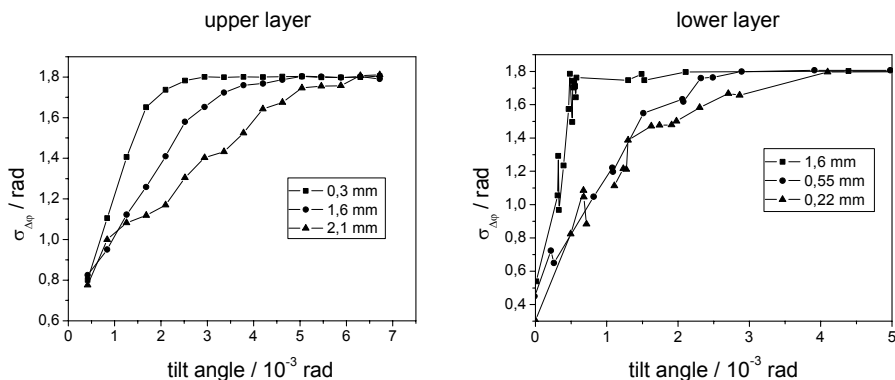 upper layer
σΔφ / rad
1,8
1,6
1,4
1,2
1,0
0,8
0,6
0 1 2 3 4 5 6 7
0,3 mm
1,6 mm
2,1 mm
tilt angle / 10⁻³ rad
lower layer
σΔφ / rad
1.8
1.6
1.4
1.2
1.0
0.8
0.6
0.4
0 1 2 3 4 5
1,6 mm
0,55 mm
0,22 mm
tilt angle / 10⁻³ rad